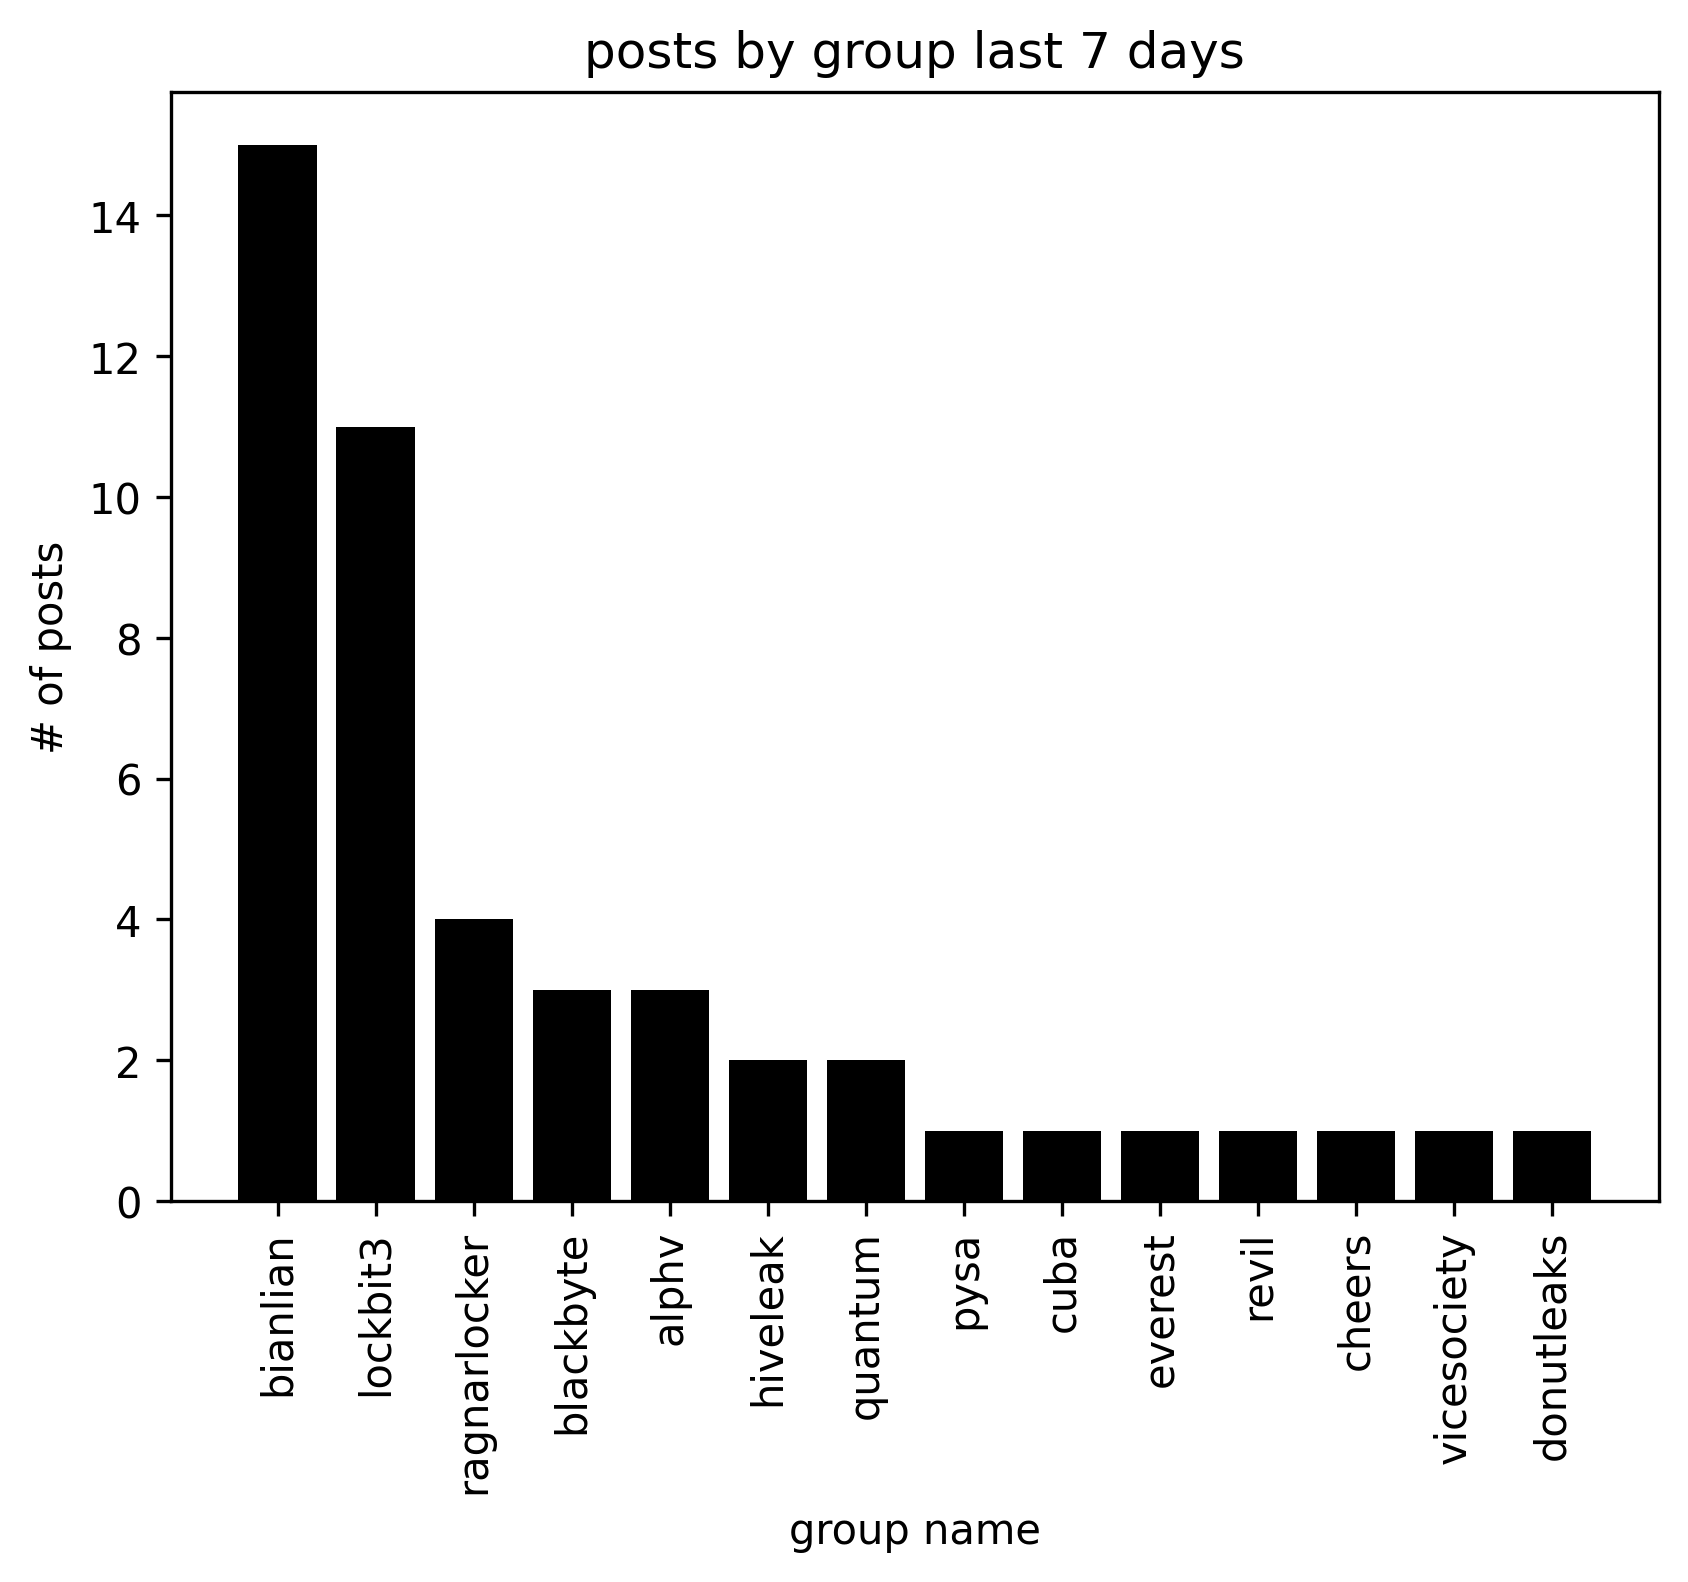 posts by group last 7 days
# of posts
14
12
10
8
6
4
2
0
bianlian
lockbit3
ragnarlocker
blackbyte
alphv
hiveleak
quantum
pysa
cuba
everest
revil
cheers
vicesociety
donutleaks
group name